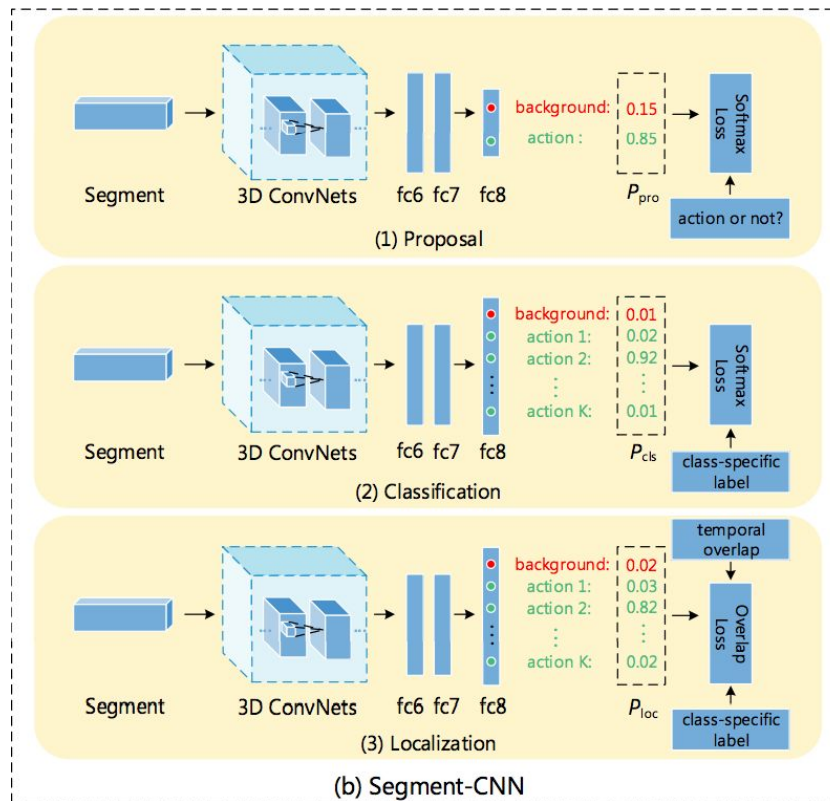 Segment
3D ConvNets
fc6 fc7 fc8
background: 0.15
action : 0.85
Ppro
Softmax
Loss
action or not?
(1) Proposal
Segment
3D ConvNets
fc6 fc7 fc8
background: 0.01
action 1: 0.02
action 2: 0.92
action K: 0.01
Pcls
Softmax
Loss
class-specific
label
(2) Classification
Segment
3D ConvNets
fc6 fc7 fc8
background: 0.02
action 1: 0.03
action 2: 0.82
action K: 0.02
Ploc
temporal
overlap
Overlap
Loss
class-specific
label
(3) Localization
(b) Segment-CNN